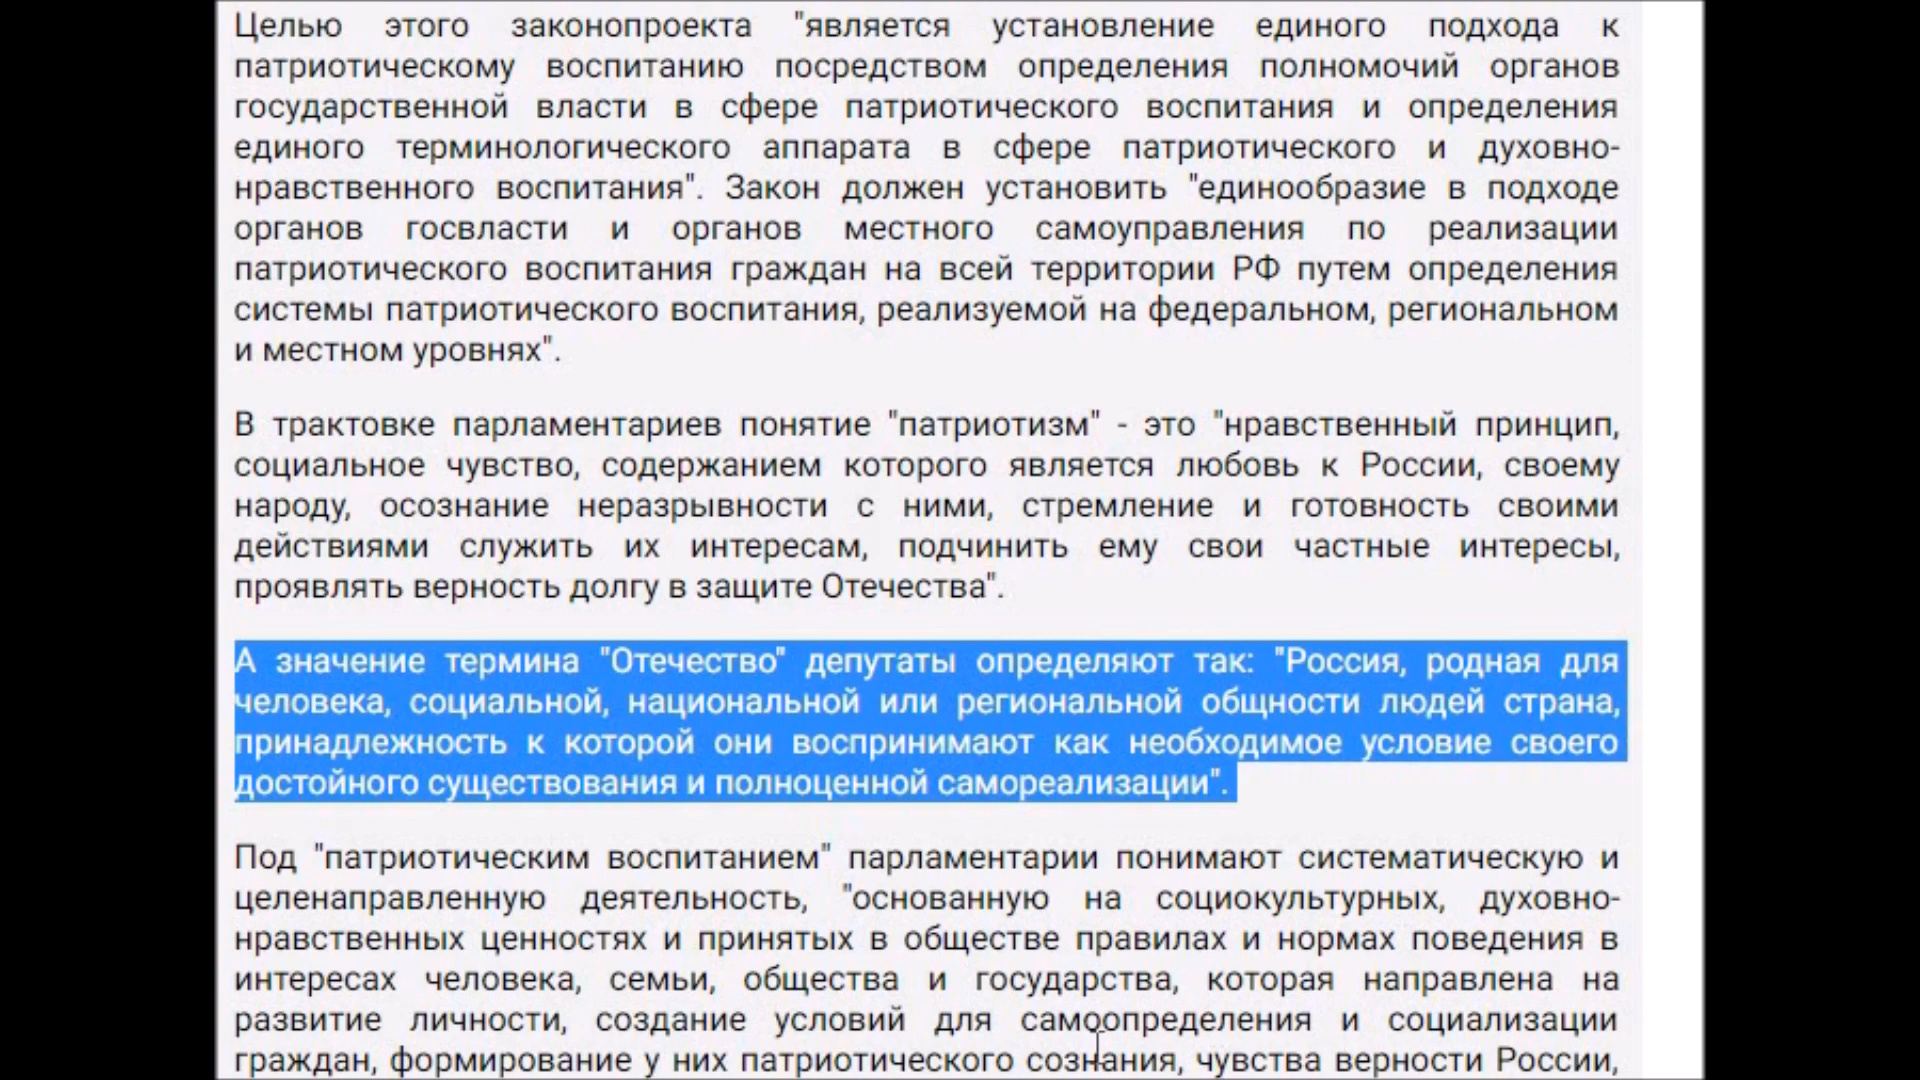 Целью этого законопроекта "является установление единого подхода к
патриотическому воспитанию посредством определения полномочий органов
государственной власти в сфере патриотического воспитания и определения
единого терминологического аппарата в сфере патриотического и духовно-
нравственного воспитания". Закон должен установить "единообразие в подходе
органов госвласти и органов местного самоуправления по реализации
патриотического воспитания граждан на всей территории РФ путем определения
системы патриотического воспитания, реализуемой на федеральном, региональном
и местном уровнях".
В трактовке парламентариев понятие "патриотизм" - это "нравственный принцип,
социальное чувство, содержанием которого является любовь к России, своему
народу, осознание неразрывности с ними, стремление и готовность своими
действиями служить их интересам, подчинить ему свои частные интересы,
проявлять верность долгу в защите Отечества".
А значение термина "Отечество" депутаты определяют так: "Россия, родная для
человека, социальной, национальной или региональной общности людей страна,
принадлежность к которой они воспринимают как необходимое условие своего
достойного существования и полноценной самореализации".
Под "патриотическим воспитанием" парламентарии понимают систематическую и
целенаправленную деятельность, "основанную на социокультурных, духовно-
нравственных ценностях и принятых в обществе правилах и нормах поведения в
интересах человека, семьи, общества и государства, которая направлена на
развитие личности, создание условий для самоопределения и социализации
граждан, формирование у них патриотического сознания, чувства верности России,